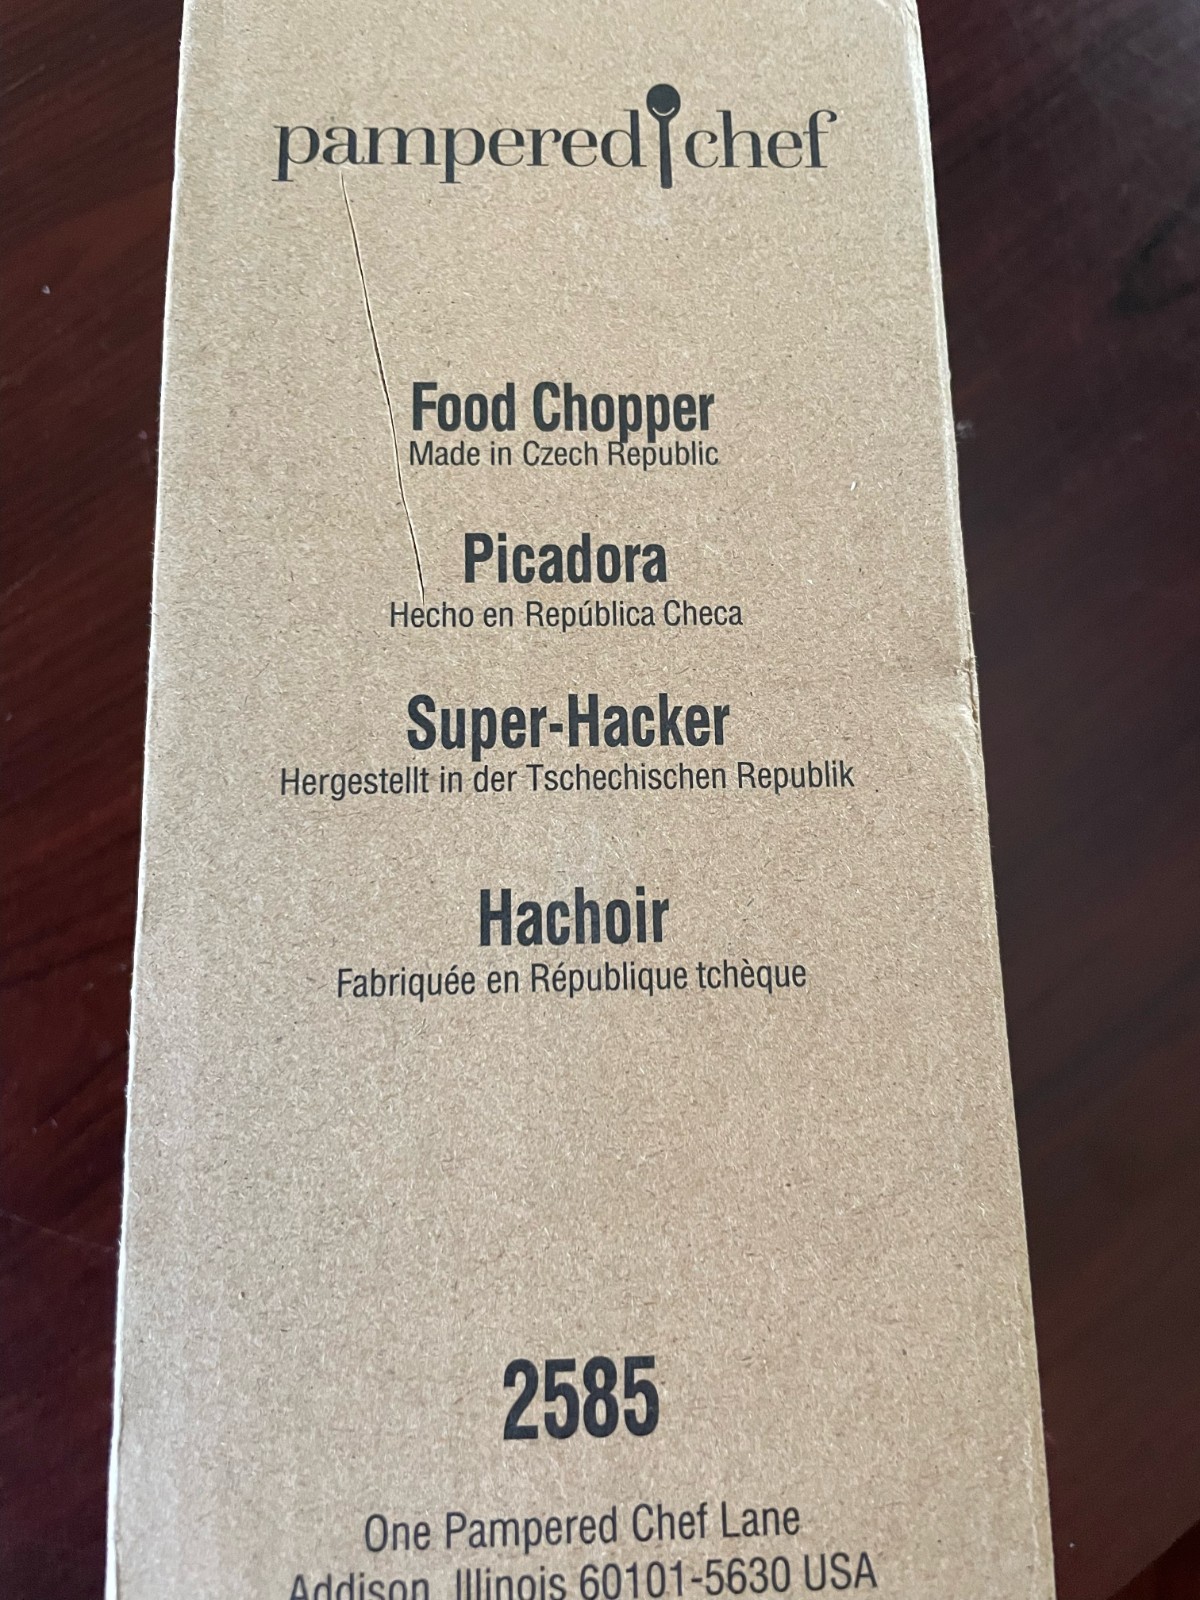 pampered chef
Food Chopper
Made in Czech Republic
Picadora
Hecho en República Checa
Super-Hacker
Hergestellt in der Tschechischen Republik
Hachoir
Fabriquée en République tchèque
2585
One Pampered Chef Lane
Addison, Illinois 60101-5630 USA